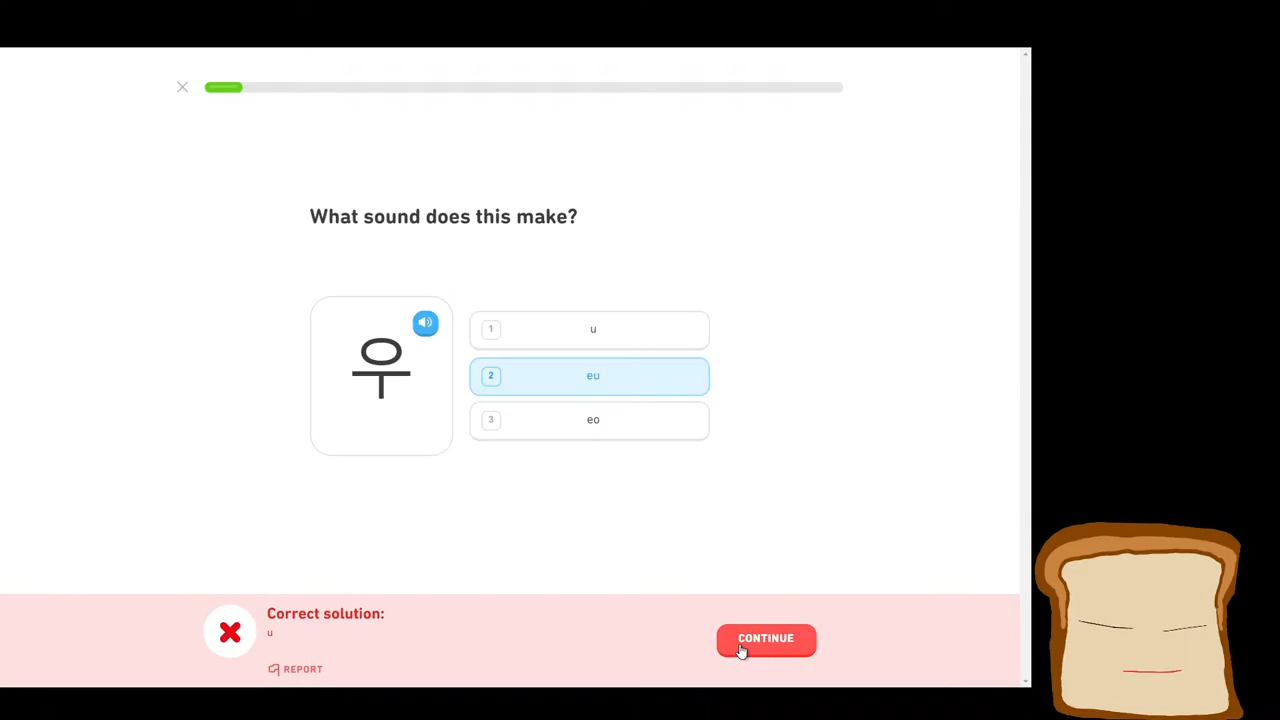 What sound does this make?
우
1 u
2 eu
3 eo
Correct solution:
u
CONTINUE
REPORT